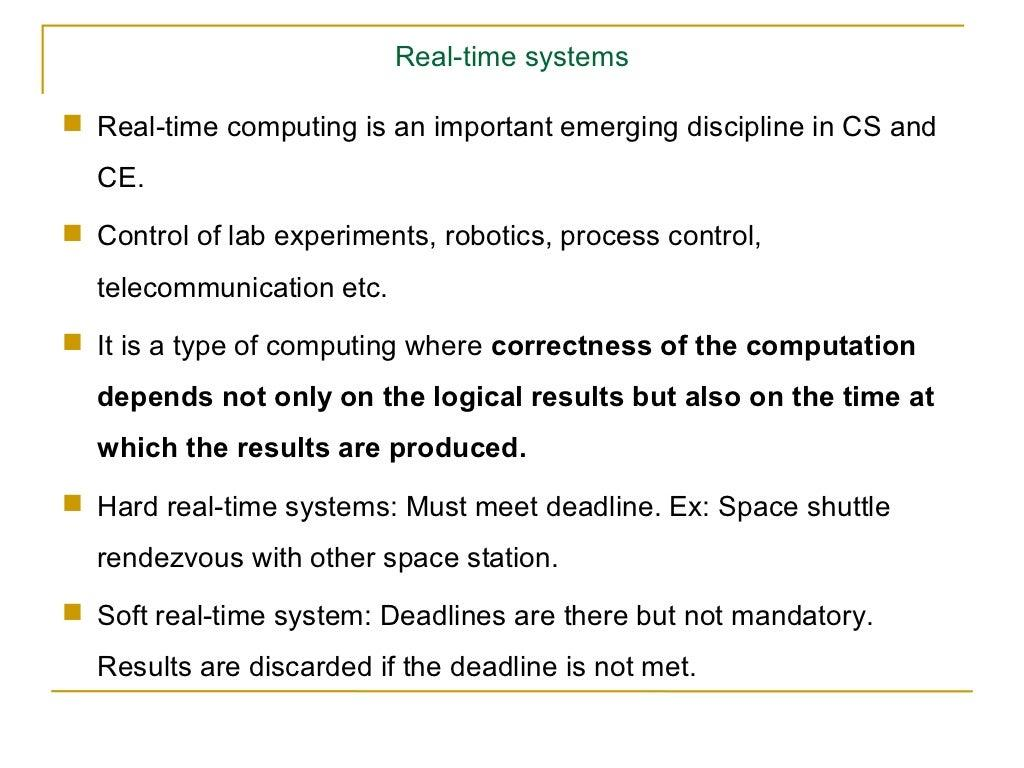 Real-time systems
Real-time computing is an important emerging discipline in CS and
CE.
Control of lab experiments, robotics, process control,
telecommunication etc.
It is a type of computing where correctness of the computation
depends not only on the logical results but also on the time at
which the results are produced.
Hard real-time systems: Must meet deadline. Ex: Space shuttle
rendezvous with other space station.
Soft real-time system: Deadlines are there but not mandatory.
Results are discarded if the deadline is not met.